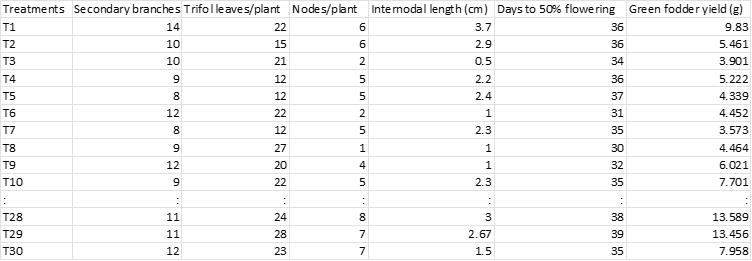 Treatments Secondary branches Trifol leaves/plant Nodes/plant Internodal length (cm) Days to 50% flowering Green fodder yield (g)
T1 14 22 6 3.7 36 9.83
T2 10 15 6 2.9 36 5.461
T3 10 21 2 0.5 34 3.901
T4 9 12 5 2.2 36 5.222
T5 8 12 5 2.4 37 4.339
T6 12 22 2 1 31 4.452
T7 8 12 5 2.3 35 3.573
T8 9 27 1 1 30 4.464
T9 12 20 4 1 32 6.021
T10 9 22 5 2.3 35 7.701
: : : : : : :
T28 11 24 8 3 38 13.589
T29 11 28 7 2.67 39 13.456
T30 12 23 7 1.5 35 7.958